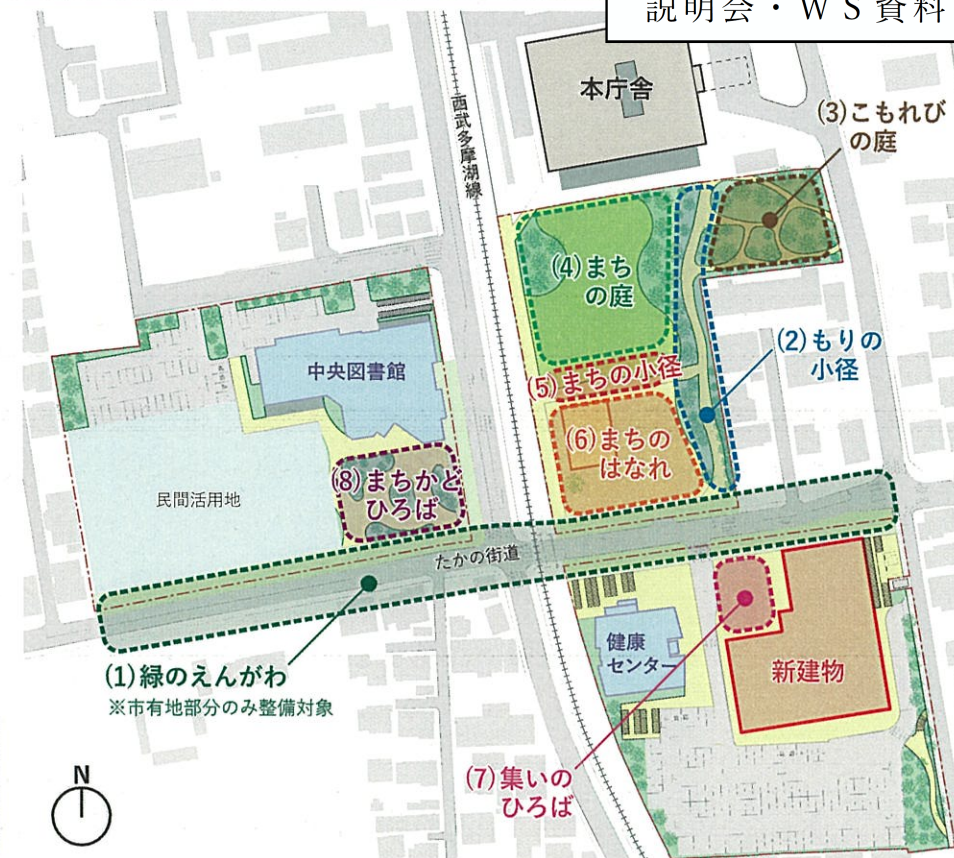 説明会・WS資料
本庁舎
西武多摩湖線
(3)こもれび
の庭
(4)まち
の庭
(2)もりの
小径
中央図書館
(5)まちの小径
(6)まちの
はなれ
(8)まちかど
ひろば
民間活用地
たかの街道
(1)緑のえんがわ
※市有地部分のみ整備対象
健康
センター
新建物
(7)集いの
ひろば
N